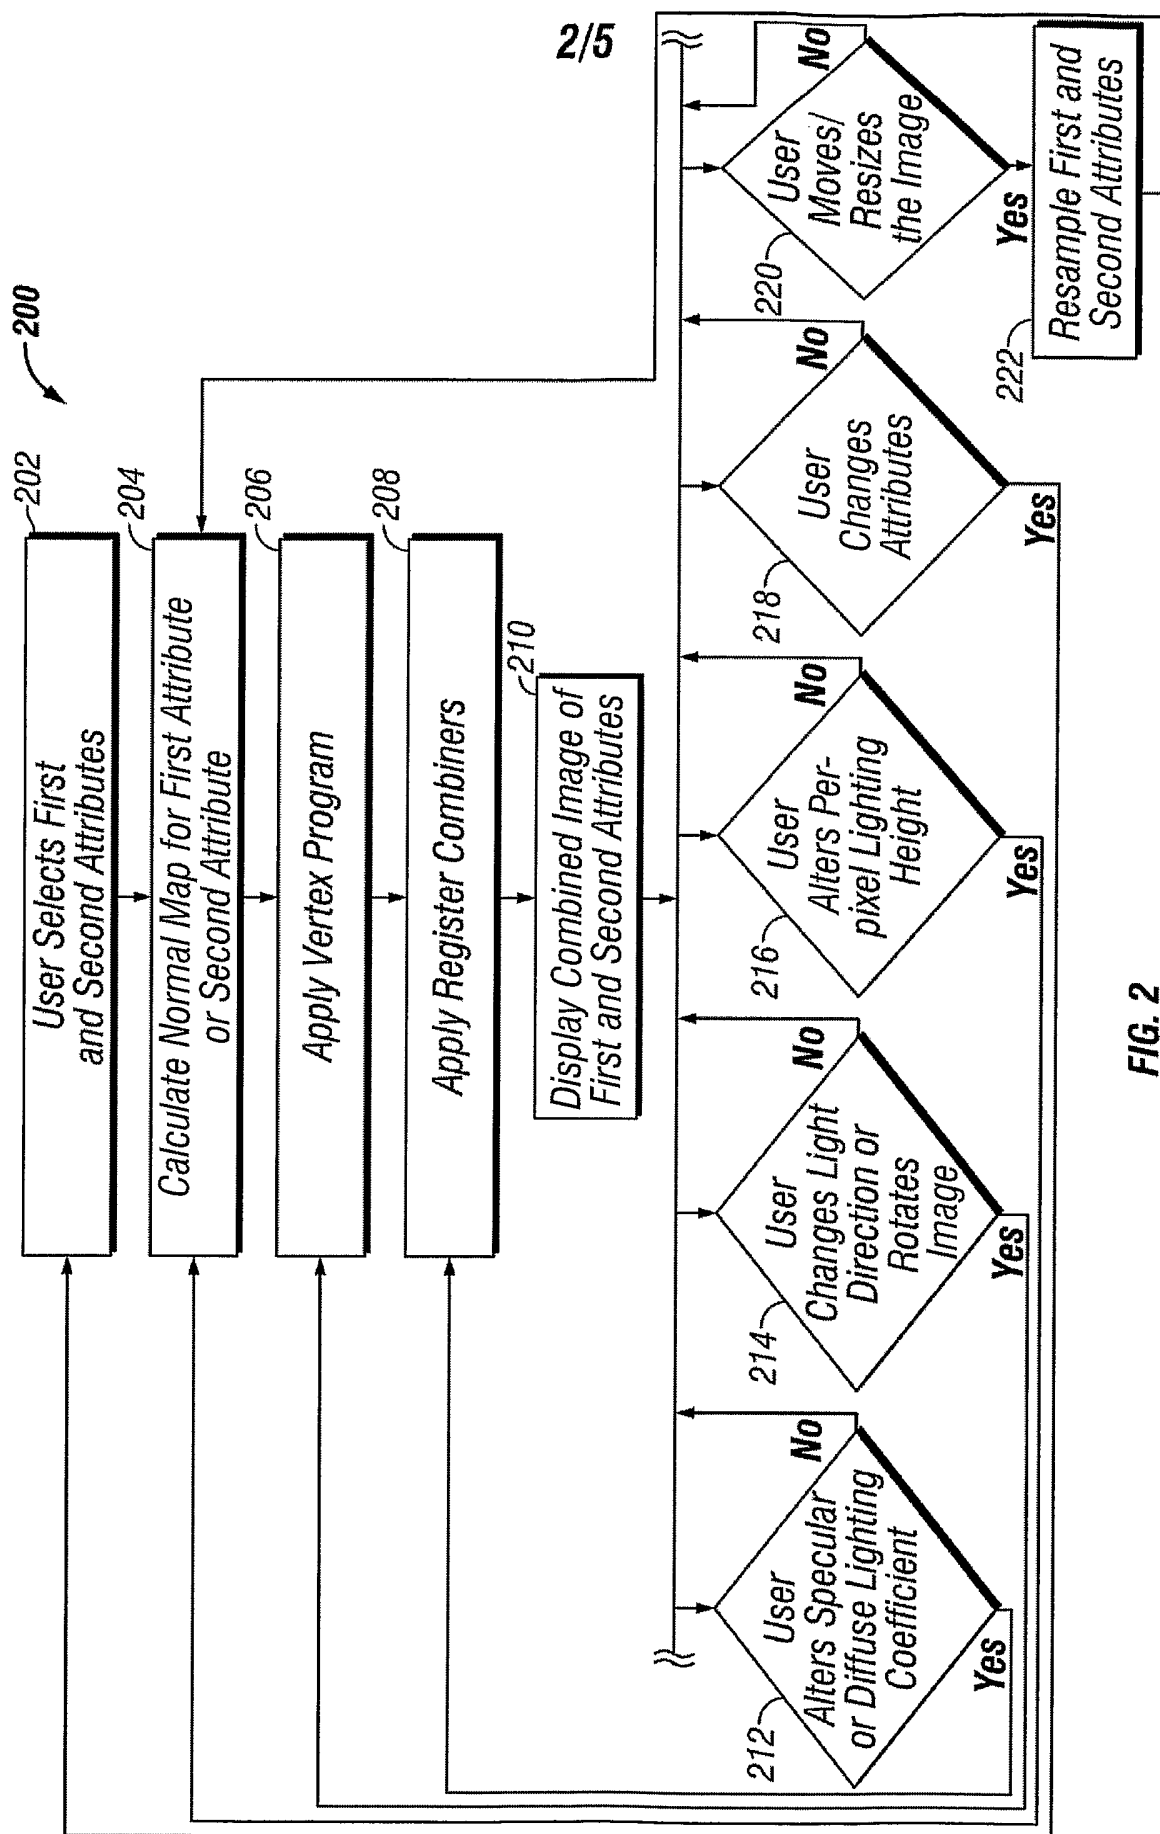 2/5
200
202
User Selects First
and Second Attributes
204
Calculate Normal Map for First Attribute
or Second Attribute
206
Apply Vertex Program
208
Apply Register Combiners
210
Display Combined Image of
First and Second Attributes
212
User
Alters Specular
or Diffuse Lighting
Coefficient
No
Yes
214
User
Changes Light
Direction or
Rotates
Image
No
Yes
216
User
Alters Per-
pixel Lighting
Height
No
Yes
218
User
Changes
Attributes
No
Yes
220
User
Moves/
Resizes
the Image
No
Yes
222
Resample First and
Second Attributes
FIG. 2